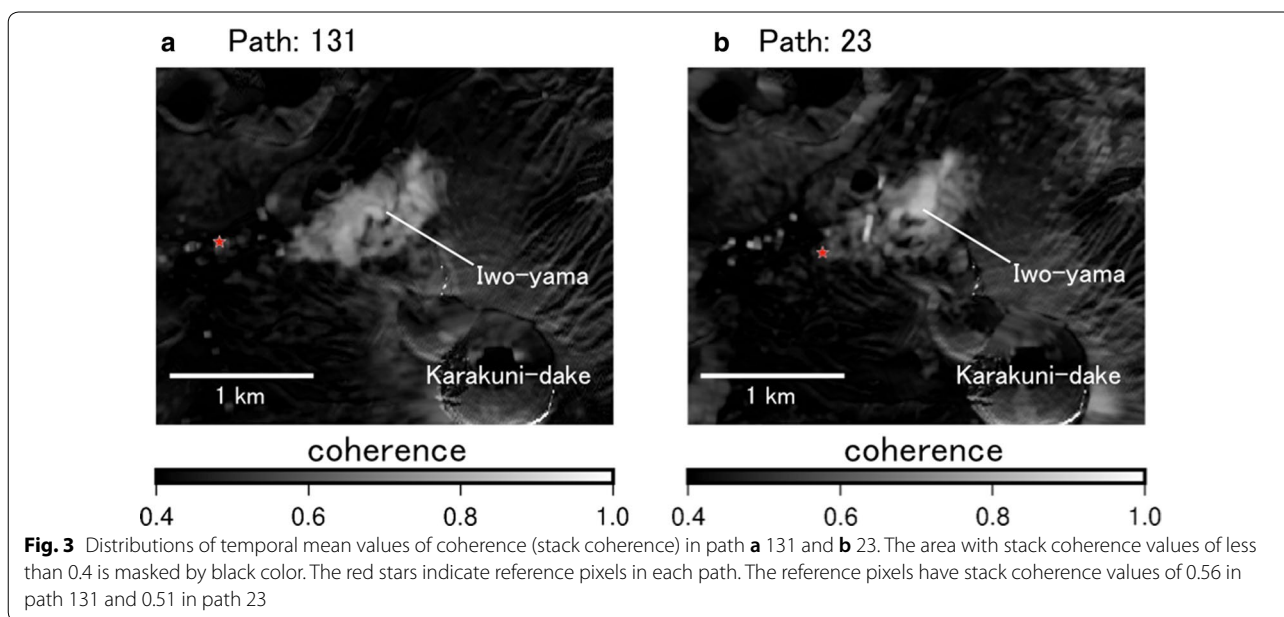 a Path: 131
b Path: 23
Iwo-yama
Karakuni-dake
1 km
Iwo-yama
Karakuni-dake
1 km
coherence
0.4 0.6 0.8 1.0
coherence
0.4 0.6 0.8 1.0
Fig. 3 Distributions of temporal mean values of coherence (stack coherence) in path a 131 and b 23. The area with stack coherence values of less
than 0.4 is masked by black color. The red stars indicate reference pixels in each path. The reference pixels have stack coherence values of 0.56 in
path 131 and 0.51 in path 23